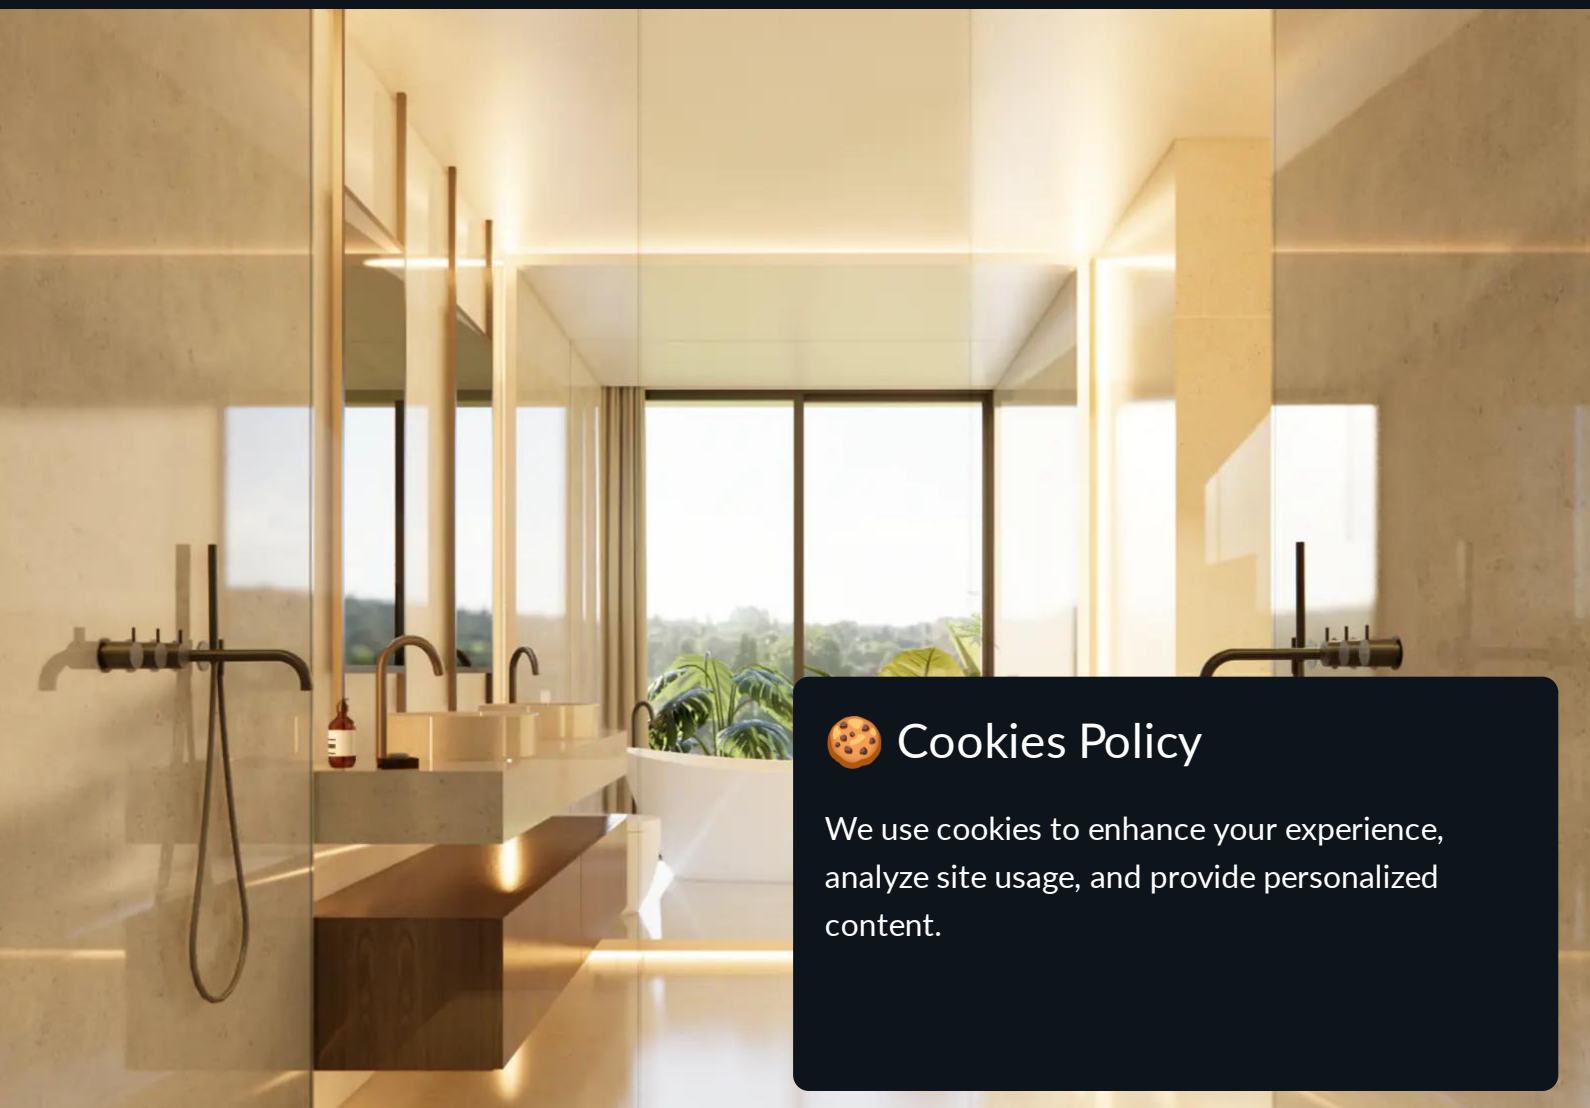 🍪 Cookies Policy
We use cookies to enhance your experience,
analyze site usage, and provide personalized
content.